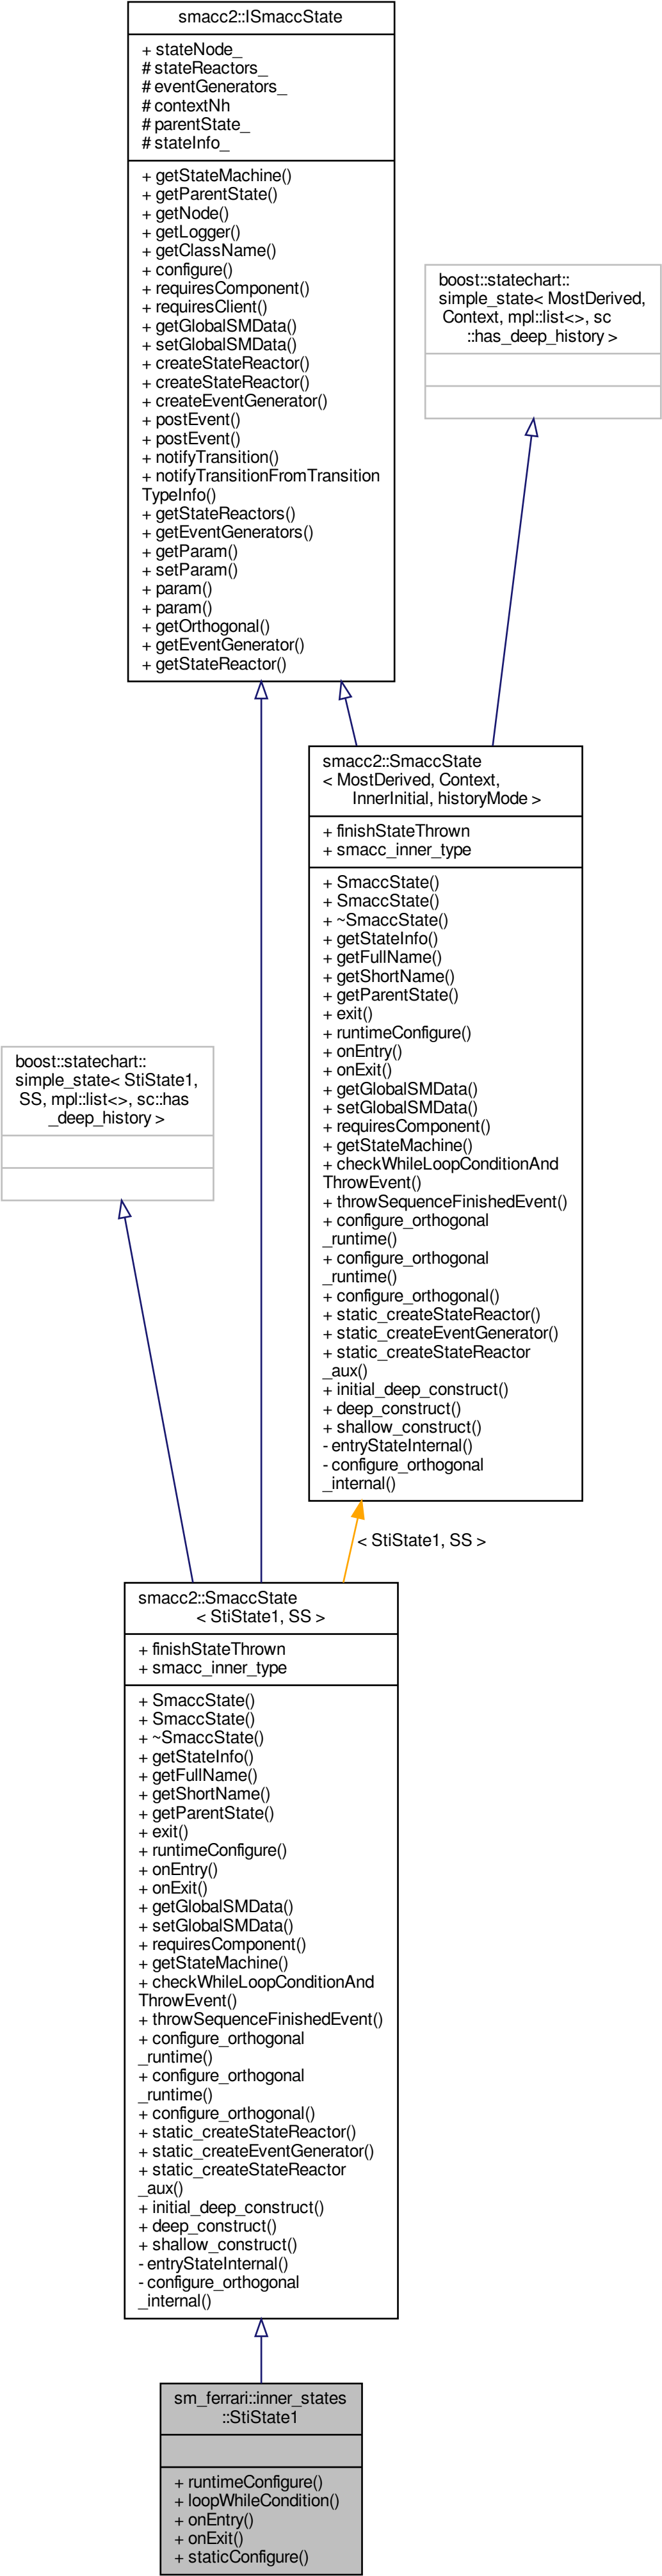 smacc2::ISmaccState
+ stateNode_
# stateReactors_
# eventGenerators_
# contextNh
# parentState_
# stateInfo_
+ getStateMachine()
+ getParentState()
+ getNode()
+ getLogger()
+ getClassName()
+ configure()
+ requiresComponent()
+ requiresClient()
+ getGlobalSMData()
+ setGlobalSMData()
+ createStateReactor()
+ createStateReactor()
+ createEventGenerator()
+ postEvent()
+ postEvent()
+ notifyTransition()
+ notifyTransitionFromTransition
TypeInfo()
+ getStateReactors()
+ getEventGenerators()
+ getParam()
+ setParam()
+ param()
+ param()
+ getOrthogonal()
+ getEventGenerator()
+ getStateReactor()
boost::statechart::
simple_state< MostDerived,
Context, mpl::list<>, sc
::has_deep_history >
smacc2::SmaccState
< MostDerived, Context,
InnerInitial, historyMode >
+ finishStateThrown
+ smacc_inner_type
+ SmaccState()
+ SmaccState()
+ ~SmaccState()
+ getStateInfo()
+ getFullName()
+ getShortName()
+ getParentState()
+ exit()
+ runtimeConfigure()
+ onEntry()
+ onExit()
+ getGlobalSMData()
+ setGlobalSMData()
+ requiresComponent()
+ getStateMachine()
+ checkWhileLoopConditionAnd
ThrowEvent()
+ throwSequenceFinishedEvent()
+ configure_orthogonal
_runtime()
+ configure_orthogonal
_runtime()
+ configure_orthogonal()
+ static_createStateReactor()
+ static_createEventGenerator()
+ static_createStateReactor
_aux()
+ initial_deep_construct()
+ deep_construct()
+ shallow_construct()
- entryStateInternal()
- configure_orthogonal
_internal()
boost::statechart::
simple_state< StiState1,
SS, mpl::list<>, sc::has
_deep_history >
< StiState1, SS >
smacc2::SmaccState
< StiState1, SS >
+ finishStateThrown
+ smacc_inner_type
+ SmaccState()
+ SmaccState()
+ ~SmaccState()
+ getStateInfo()
+ getFullName()
+ getShortName()
+ getParentState()
+ exit()
+ runtimeConfigure()
+ onEntry()
+ onExit()
+ getGlobalSMData()
+ setGlobalSMData()
+ requiresComponent()
+ getStateMachine()
+ checkWhileLoopConditionAnd
ThrowEvent()
+ throwSequenceFinishedEvent()
+ configure_orthogonal
_runtime()
+ configure_orthogonal
_runtime()
+ configure_orthogonal()
+ static_createStateReactor()
+ static_createEventGenerator()
+ static_createStateReactor
_aux()
+ initial_deep_construct()
+ deep_construct()
+ shallow_construct()
- entryStateInternal()
- configure_orthogonal
_internal()
sm_ferrari::inner_states
::StiState1
+ runtimeConfigure()
+ loopWhileCondition()
+ onEntry()
+ onExit()
+ staticConfigure()